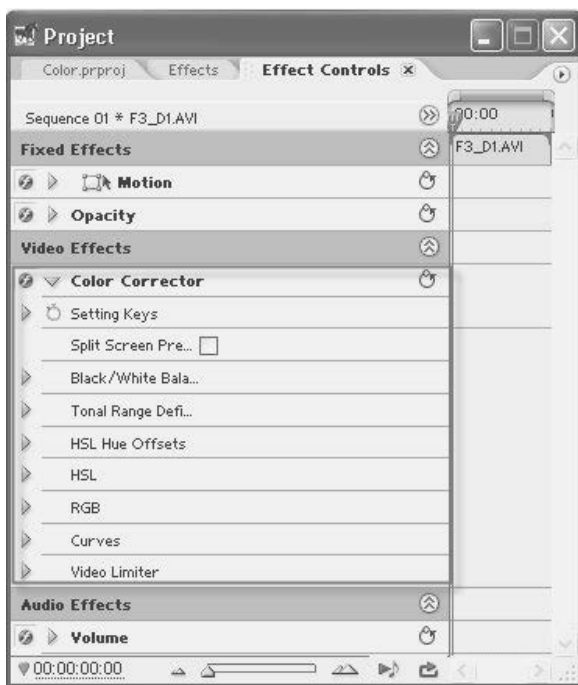 Project
Color.prproj Effects Effect Controls
Sequence 01 * F3_D1.AVI
00:00
Fixed Effects
F3_D1.AVI
Motion
Opacity
Video Effects
Color Corrector
Setting Keys
Split Screen Pre...
Black/White Bala...
Tonal Range Defi...
HSL Hue Offsets
HSL
RGB
Curves
Video Limiter
Audio Effects
Volume
00:00:00:00